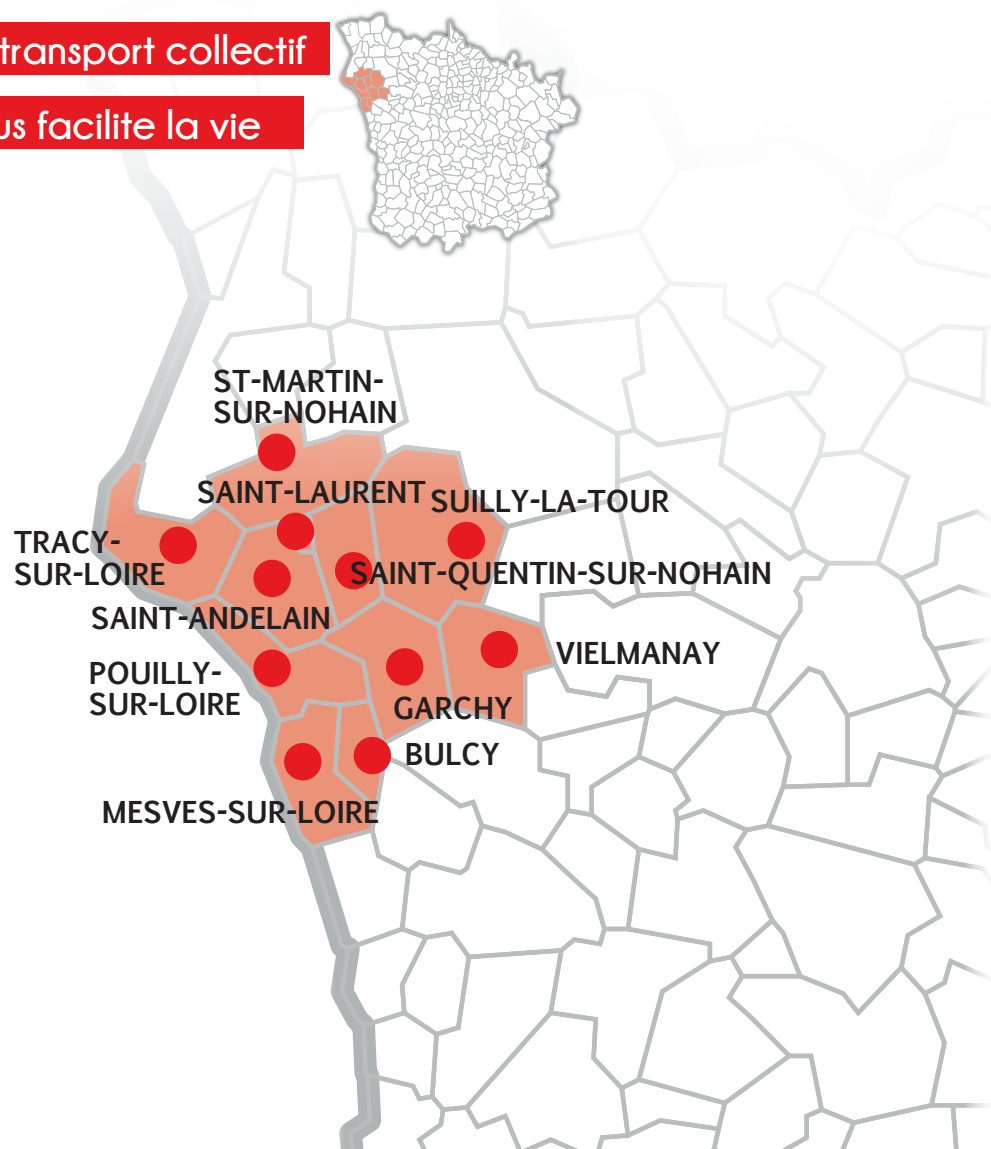 transport collectif
us facilite la vie
ST-MARTIN-
SUR-NOHAIN
SAINT-LAURENT
SUILLY-LA-TOUR
TRACY-
SUR-LOIRE
SAINT-QUENTIN-SUR-NOHAIN
SAINT-ANDELAIN
VIELMANAY
POUILLY-
SUR-LOIRE
GARCHY
BULCY
MESVES-SUR-LOIRE